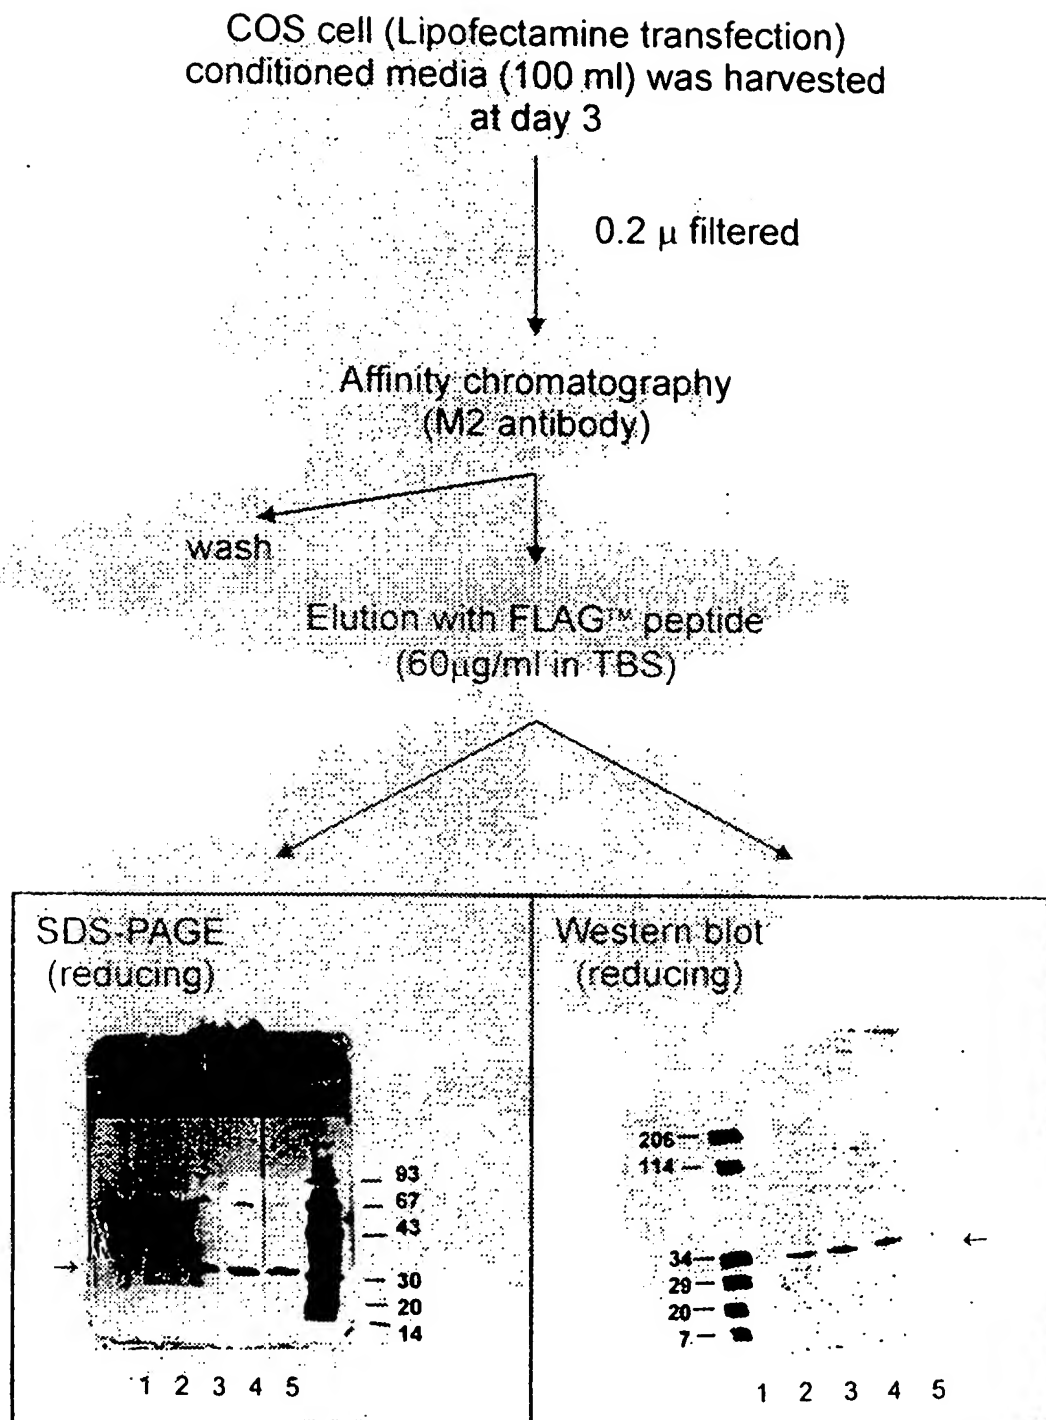 COS cell (Lipofectamine transfection)
conditioned media (100 ml) was harvested
at day 3
0.2 μ filtered
Affinity chromatography
(M2 antibody)
wash
Elution with FLAG™ peptide
(60μg/ml in TBS)
SDS-PAGE
(reducing)
→
93
67
43
30
20
14
1 2 3 4 5
Western blot
(reducing)
206
114
34
29
20
7
←
1 2 3 4 5